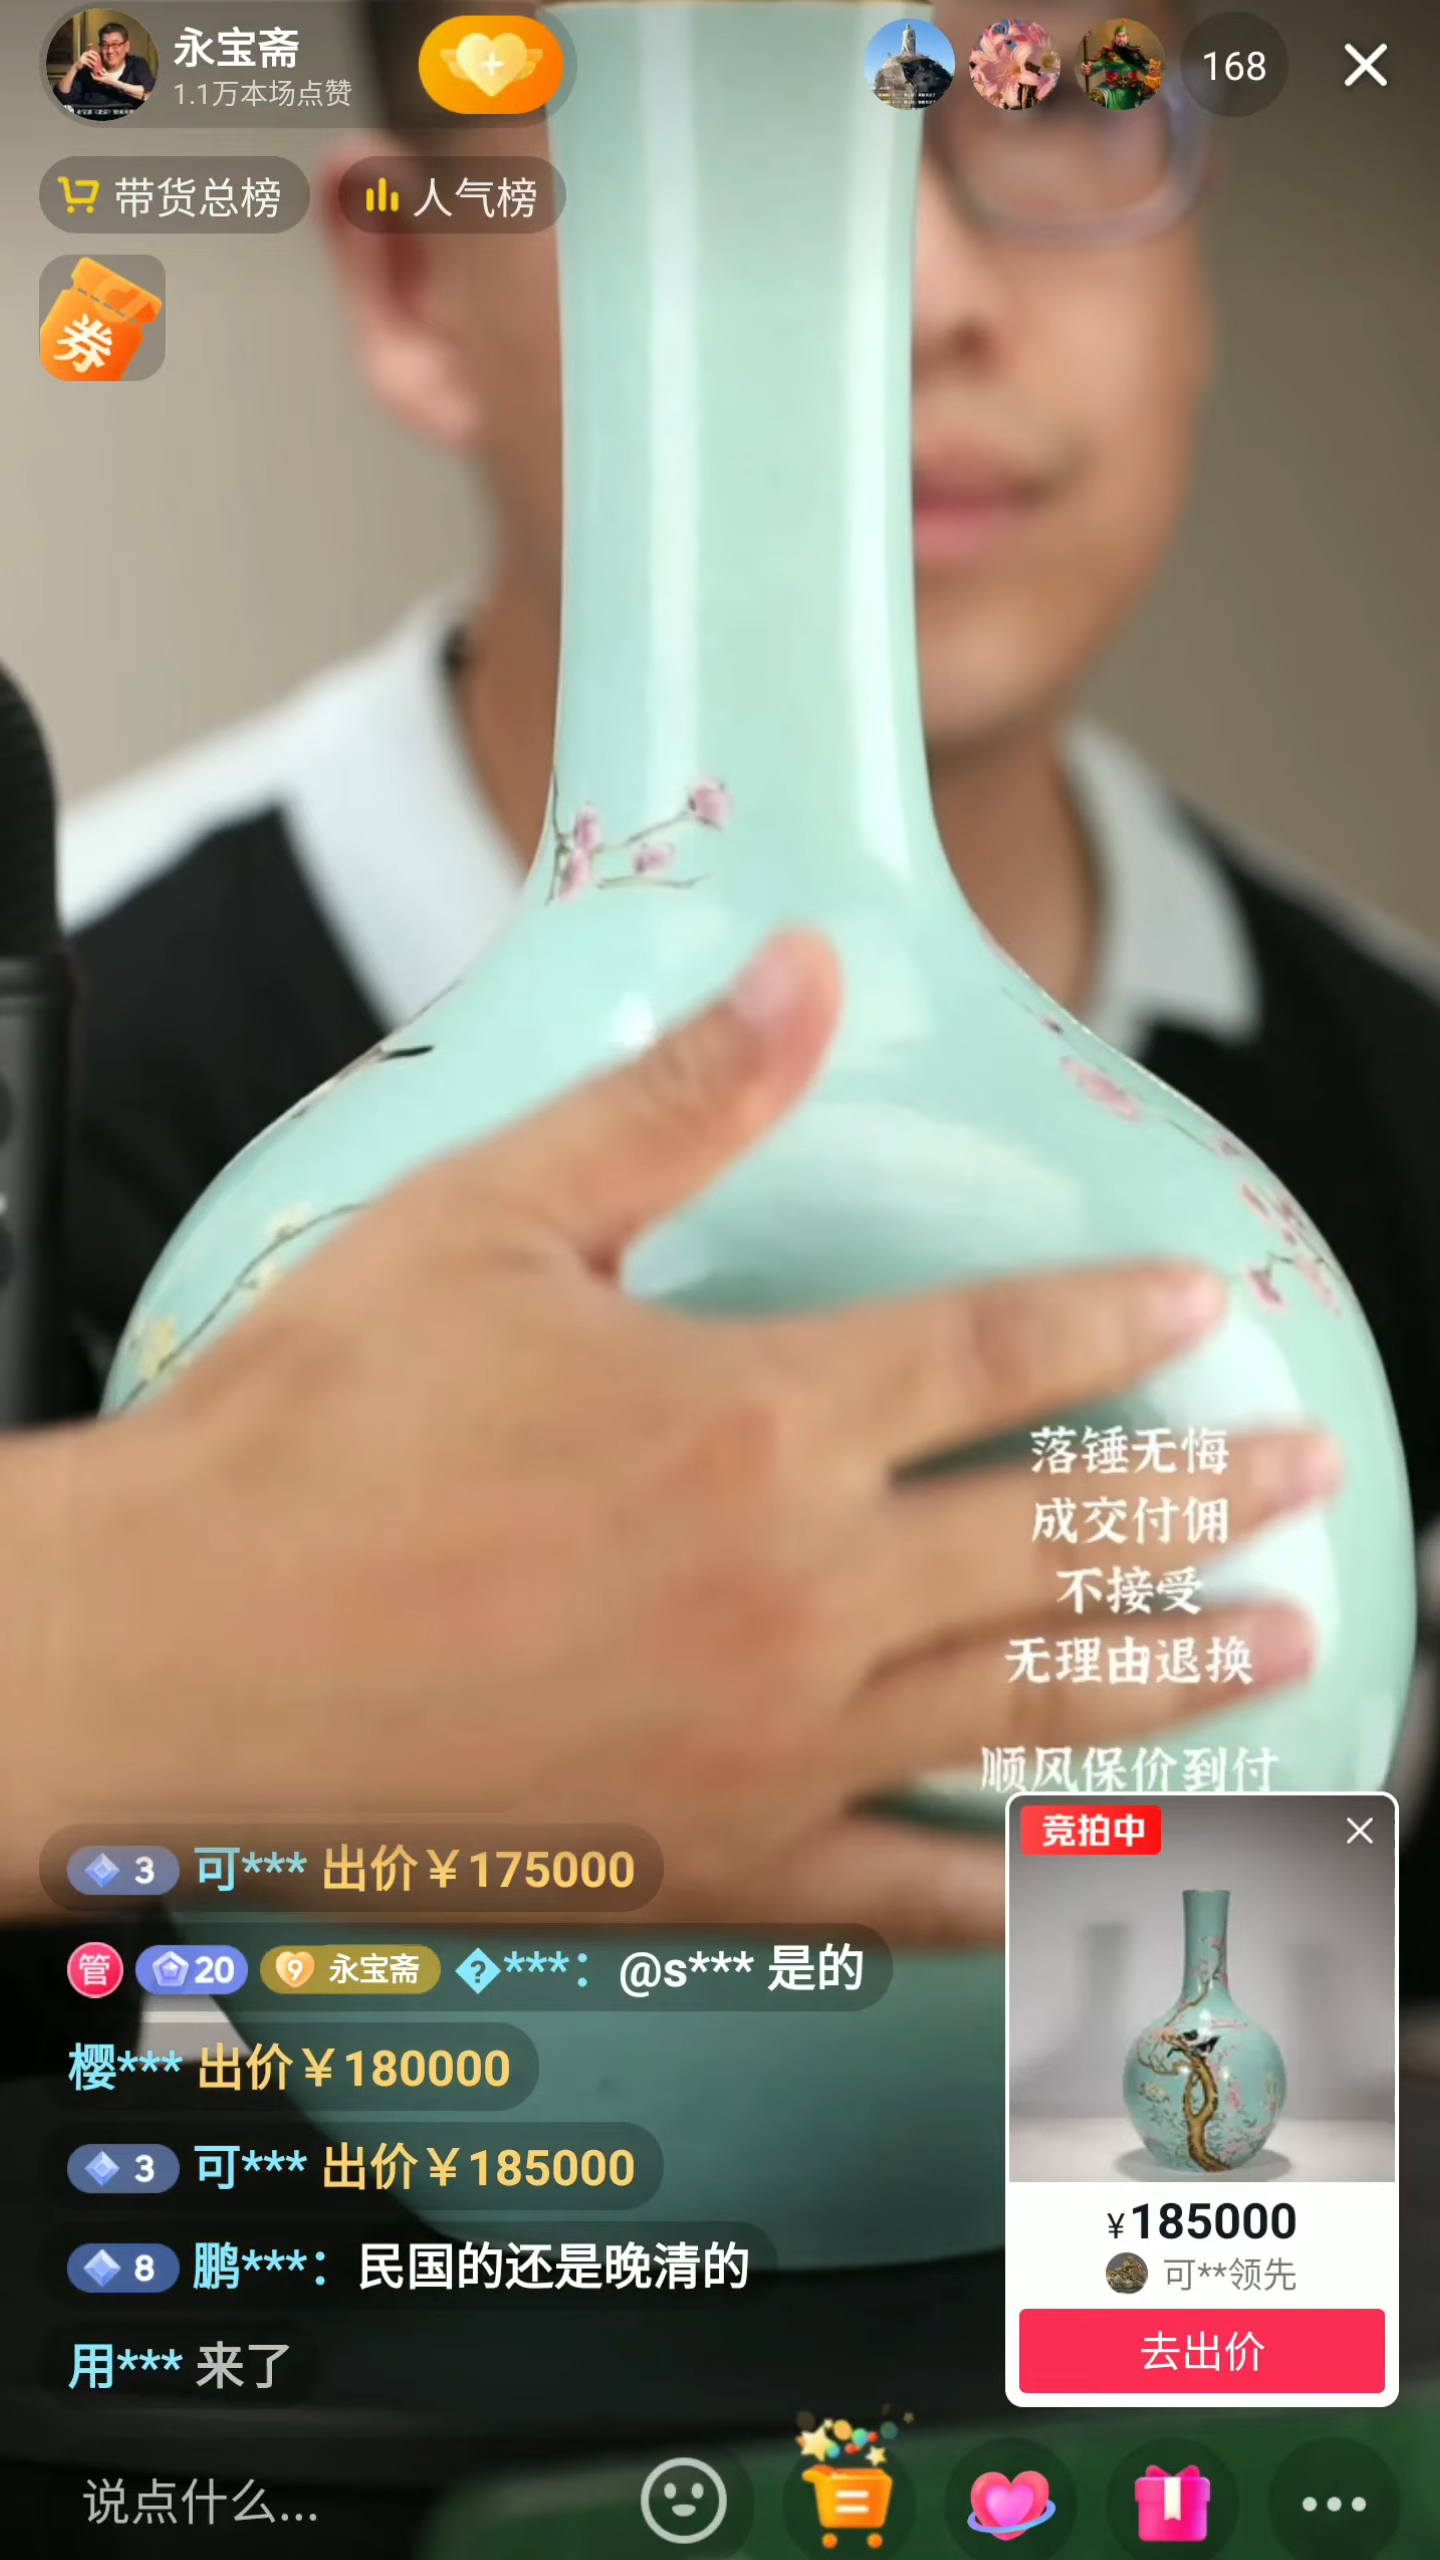 永宝斋
1.1万本场点赞
168
带货总榜
人气榜
券
落锤无悔
成交付佣
不接受
无理由退换
顺风保价到付
3 可*** 出价￥175000
管 20 9 永宝斋 �***：@s*** 是的
樱*** 出价￥180000
3 可*** 出价￥185000
8 鹏***：民国的还是晚清的
用*** 来了
竞拍中
¥185000
可**领先
去出价
说点什么...